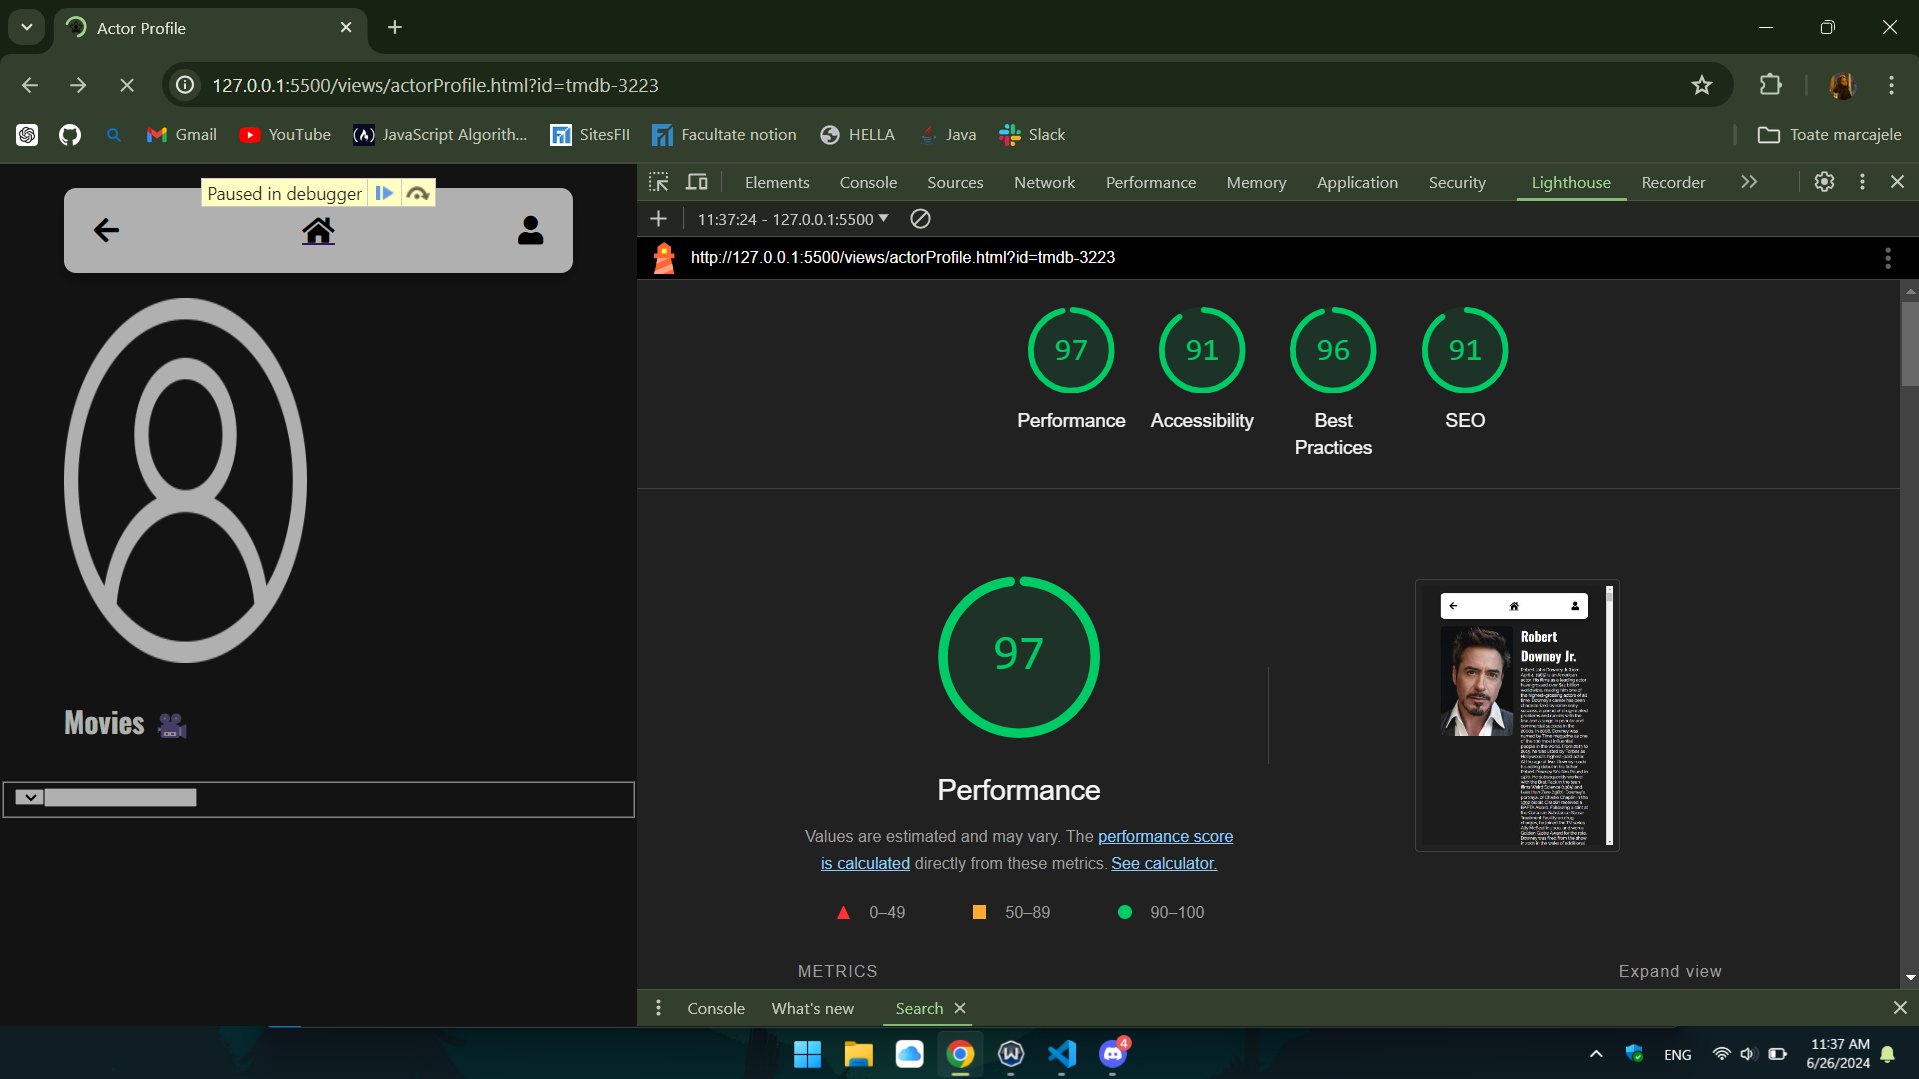 Actor Profile
127.0.0.1:5500/views/actorProfile.html?id=tmdb-3223
Gmail YouTube JavaScript Algorith... SitesFII Facultate notion HELLA Java Slack Toate marcajele
Paused in debugger
Elements Console Sources Network Performance Memory Application Security Lighthouse Recorder
11:37:24 - 127.0.0.1:5500
http://127.0.0.1:5500/views/actorProfile.html?id=tmdb-3223
97 91 96 91
Performance Accessibility Best Practices SEO
Movies
97
Performance
Values are estimated and may vary. The performance score
is calculated directly from these metrics. See calculator.
0–49 50–89 90–100
Robert
Downey Jr.
METRICS Expand view
Console What's new Search
4
ENG
11:37 AM
6/26/2024